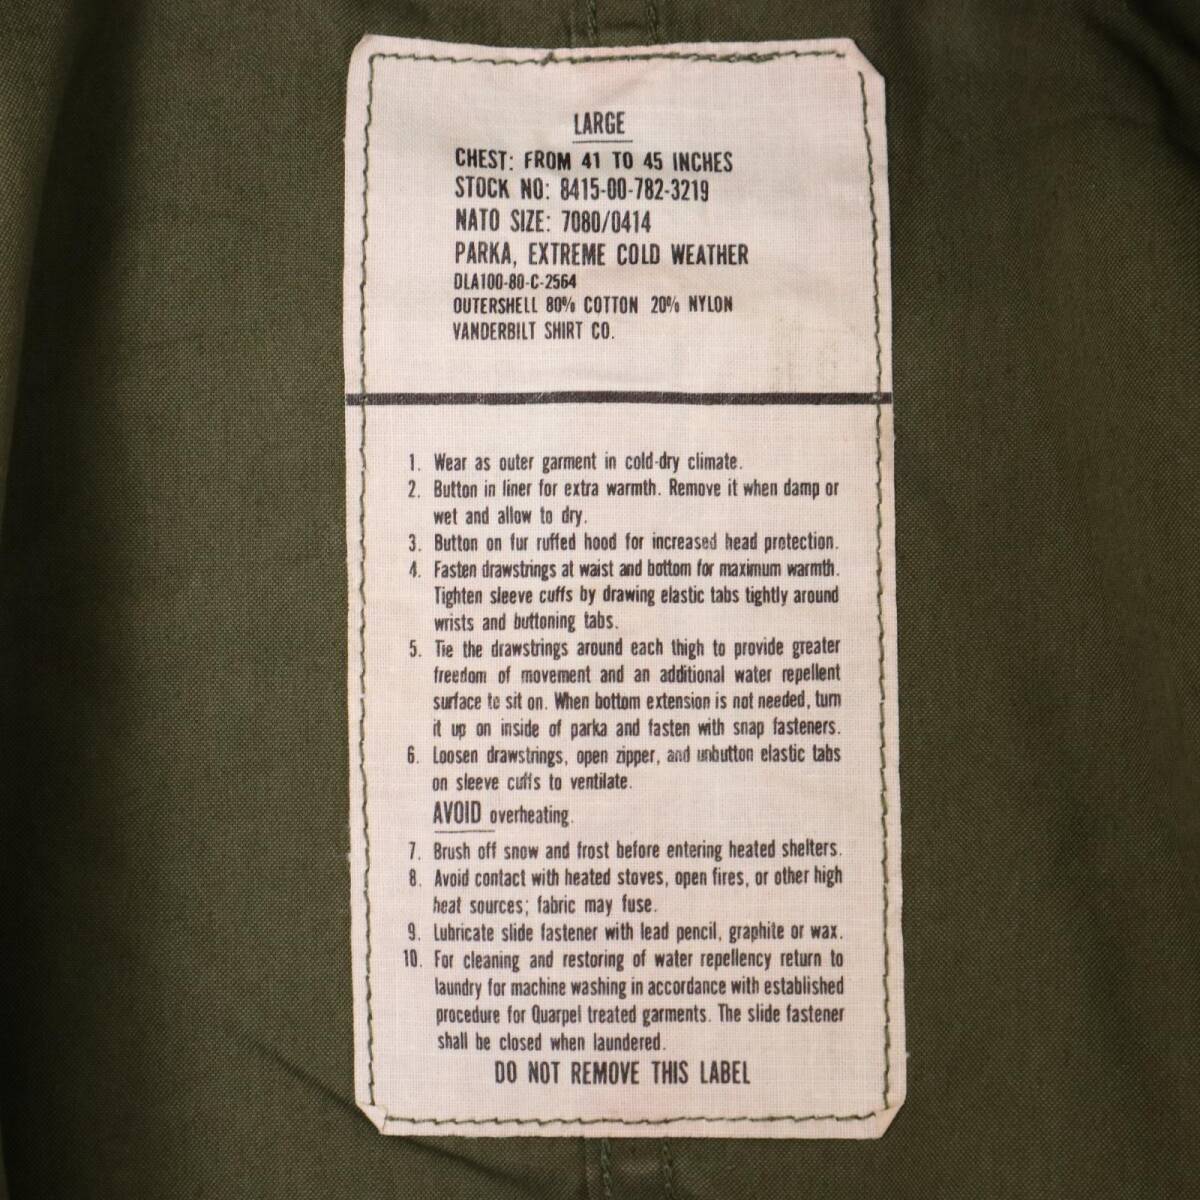 LARGE
CHEST: FROM 41 TO 45 INCHES
STOCK NO: 8415-00-782-3219
NATO SIZE: 7080/0414
PARKA, EXTREME COLD WEATHER
DLA100-80-C-2564
OUTERSHELL 80% COTTON 20% NYLON
VANDERBILT SHIRT CO.
1. Wear as outer garment in cold-dry climate.
2. Button in liner for extra warmth. Remove it when damp or
wet and allow to dry.
3. Button on fur ruffed hood for increased head protection.
4. Fasten drawstrings at waist and bottom for maximum warmth.
Tighten sleeve cuffs by drawing elastic tabs tightly around
wrists and buttoning tabs.
5. Tie the drawstrings around each thigh to provide greater
freedom of movement and an additional water repellent
surface to sit on. When bottom extension is not needed, turn
it up on inside of parka and fasten with snap fasteners.
6. Loosen drawstrings, open zipper, and unbutton elastic tabs
on sleeve cuffs to ventilate.
AVOID overheating.
7. Brush off snow and frost before entering heated shelters.
8. Avoid contact with heated stoves, open fires, or other high
heat sources; fabric may fuse.
9. Lubricate slide fastener with lead pencil, graphite or wax.
10. For cleaning and restoring of water repellency return to
laundry for machine washing in accordance with established
procedure for Quarpel treated garments. The slide fastener
shall be closed when laundered.
DO NOT REMOVE THIS LABEL